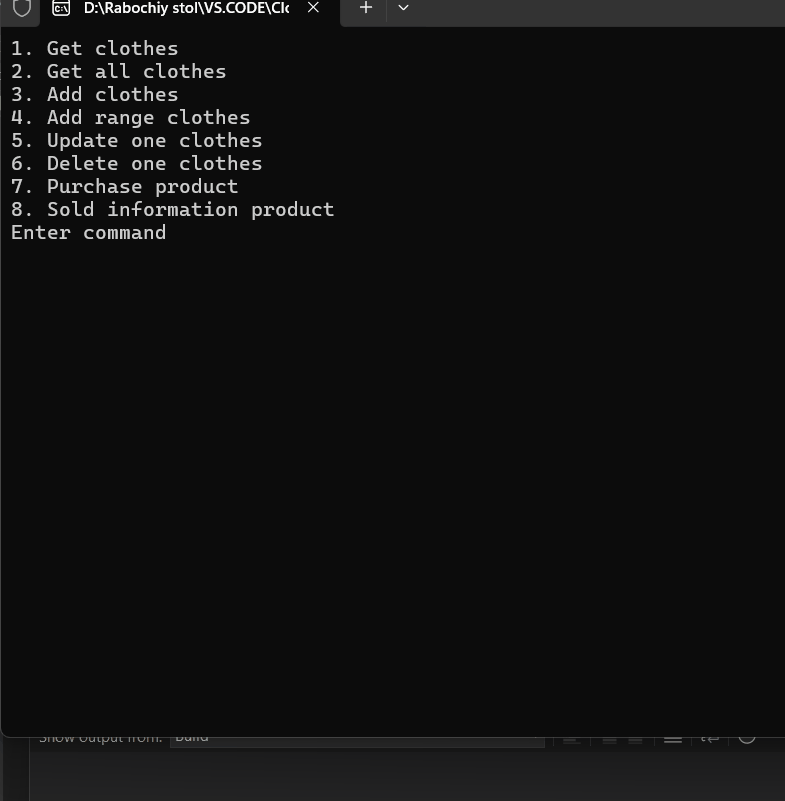 D:\Rabochiy stol\VS.CODE\Clo
1. Get clothes
2. Get all clothes
3. Add clothes
4. Add range clothes
5. Update one clothes
6. Delete one clothes
7. Purchase product
8. Sold information product
Enter command
Show output from: Build